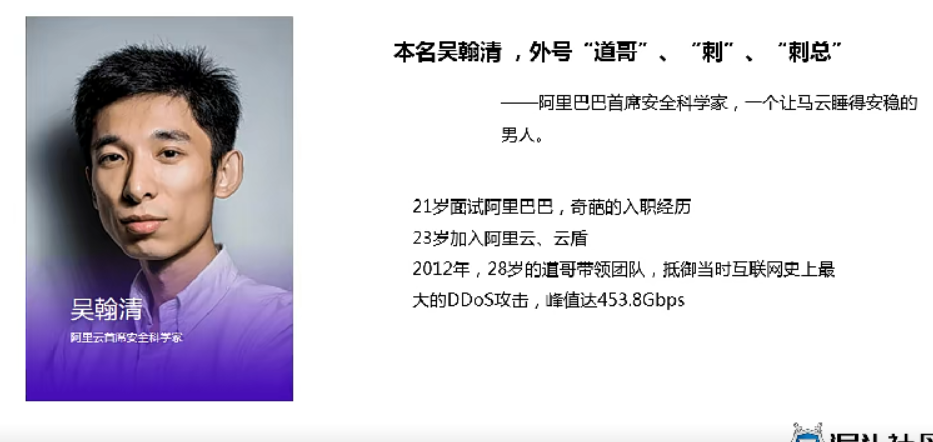 本名吴翰清 ，外号“道哥”、 “刺”、 “刺总”
——阿里巴巴首席安全科学家，一个让马云睡得安稳的
男人。
21岁面试阿里巴巴，奇葩的入职经历
23岁加入阿里云、云盾
2012年，28岁的道哥带领团队，抵御当时互联网史上最
大的DDoS攻击，峰值达453.8Gbps
吴翰清
阿里云首席安全科学家